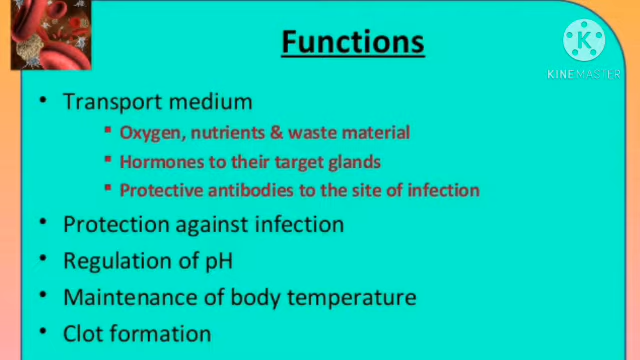 Functions
KINEMASTER
• Transport medium
▪ Oxygen, nutrients & waste material
▪ Hormones to their target glands
▪ Protective antibodies to the site of infection
• Protection against infection
• Regulation of pH
• Maintenance of body temperature
• Clot formation